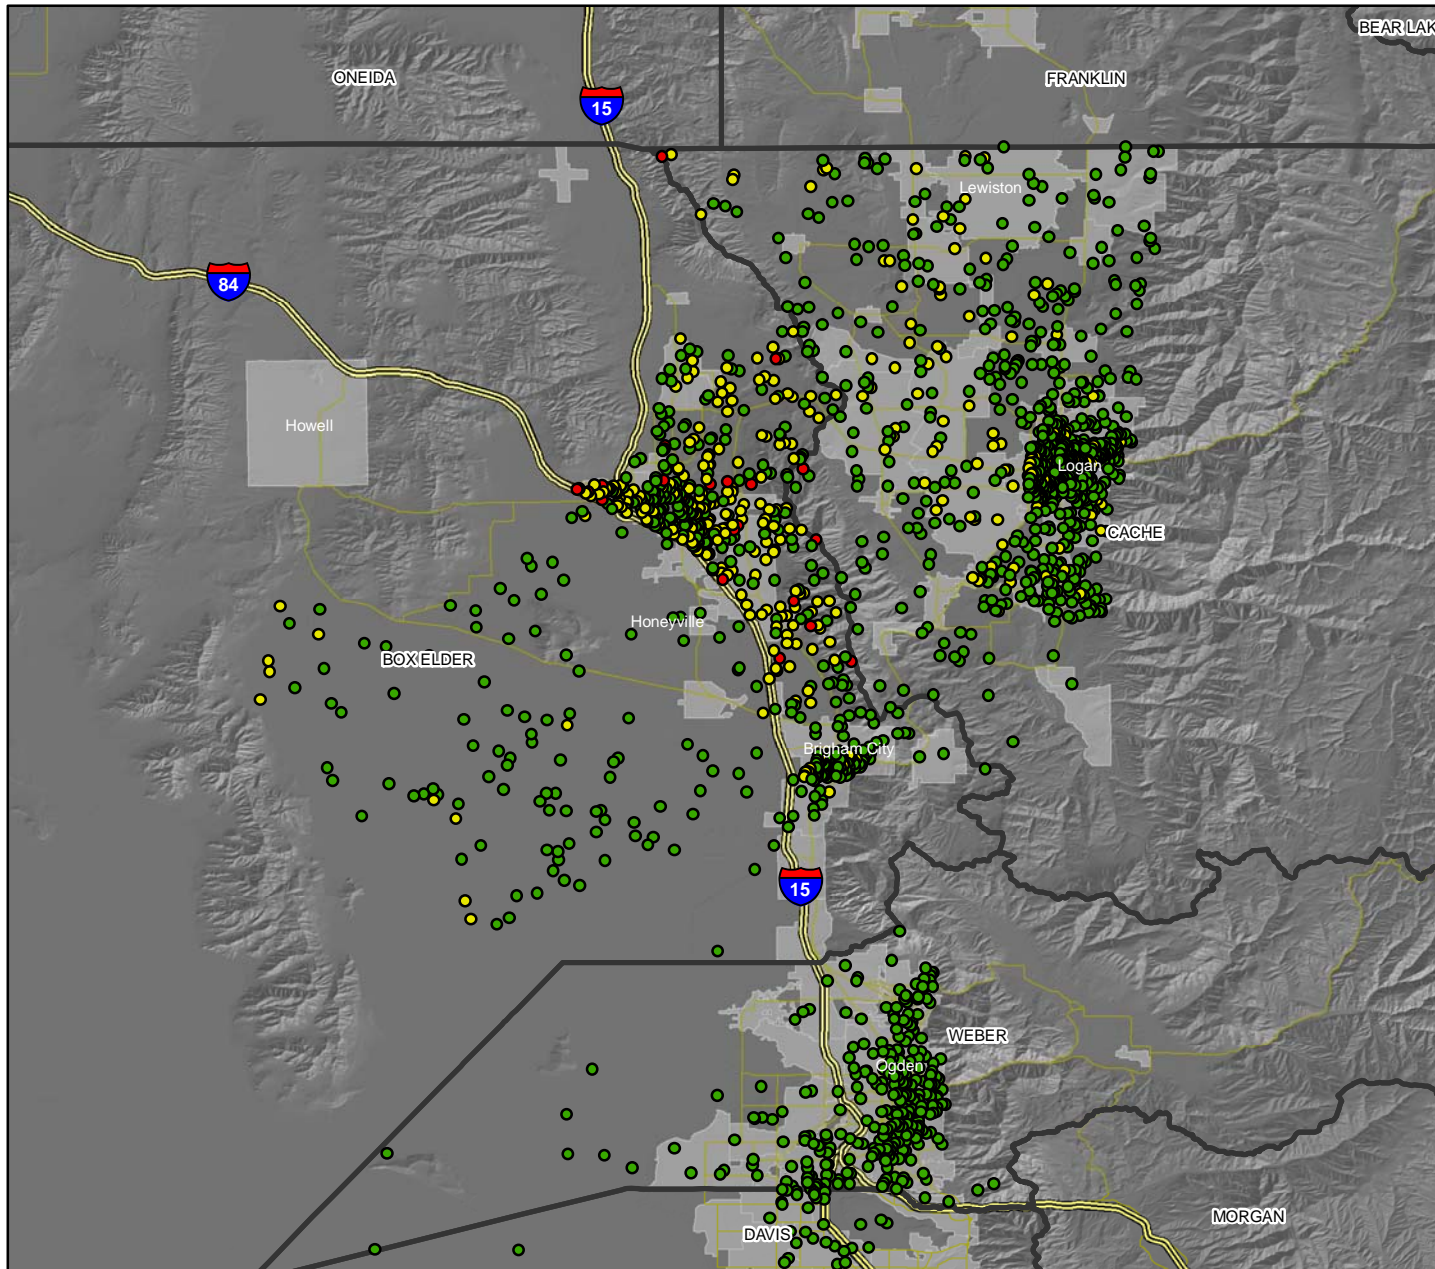 BEAR LAK
ONEIDA
FRANKLIN
15
Lewiston
84
Howell
Logan
CACHE
Honeyville
BOX ELDER
Brigham City
15
WEBER
Ogden
MORGAN
DAVIS